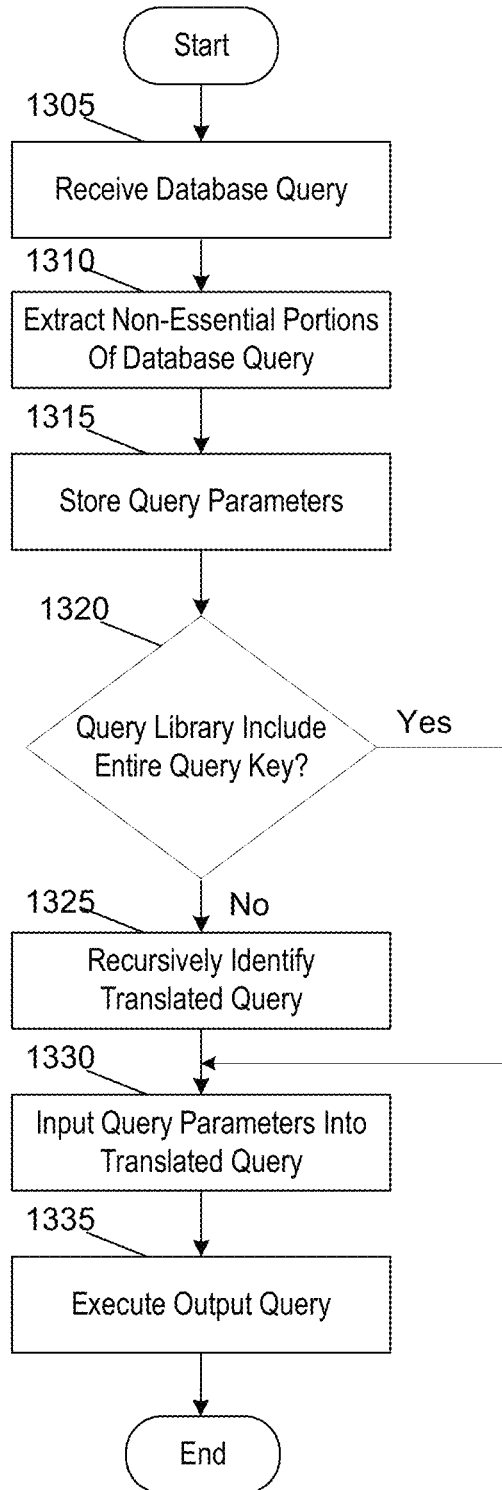 Start
1305
Receive Database Query
1310
Extract Non-Essential Portions
Of Database Query
1315
Store Query Parameters
1320
Query Library Include
Entire Query Key?
Yes
No
1325
Recursively Identify
Translated Query
1330
Input Query Parameters Into
Translated Query
1335
Execute Output Query
End